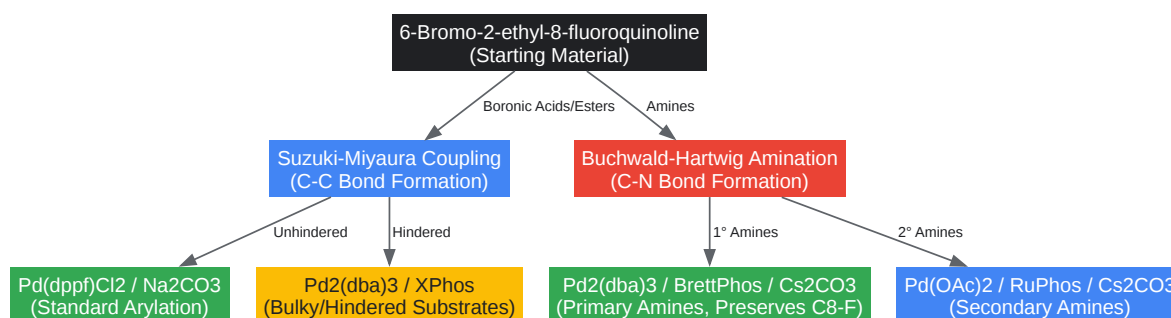 6-Bromo-2-ethyl-8-fluoroquinoline
(Starting Material)
Boronic Acids/Esters
Amines
Suzuki-Miyaura Coupling
(C-C Bond Formation)
Buchwald-Hartwig Amination
(C-N Bond Formation)
Unhindered
Hindered
1° Amines
2° Amines
Pd(dppf)Cl2 / Na2CO3
(Standard Arylation)
Pd2(dba)3 / XPhos
(Bulky/Hindered Substrates)
Pd2(dba)3 / BrettPhos / Cs2CO3
(Primary Amines, Preserves C8-F)
Pd(OAc)2 / RuPhos / Cs2CO3
(Secondary Amines)